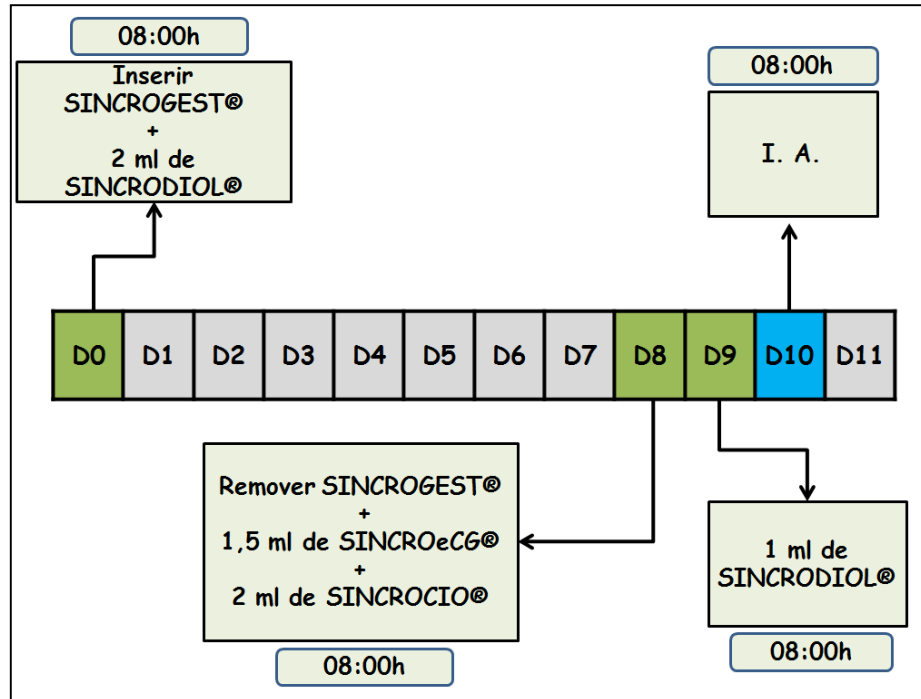 08:00h
Inserir
SINCROGEST®
+
2 ml de
SINCRODIOL®
08:00h
I. A.
D0 D1 D2 D3 D4 D5 D6 D7 D8 D9 D10 D11
Remover SINCROGEST®
+
1,5 ml de SINCROeCG®
+
2 ml de SINCROCIO®
08:00h
1 ml de
SINCRODIOL®
08:00h